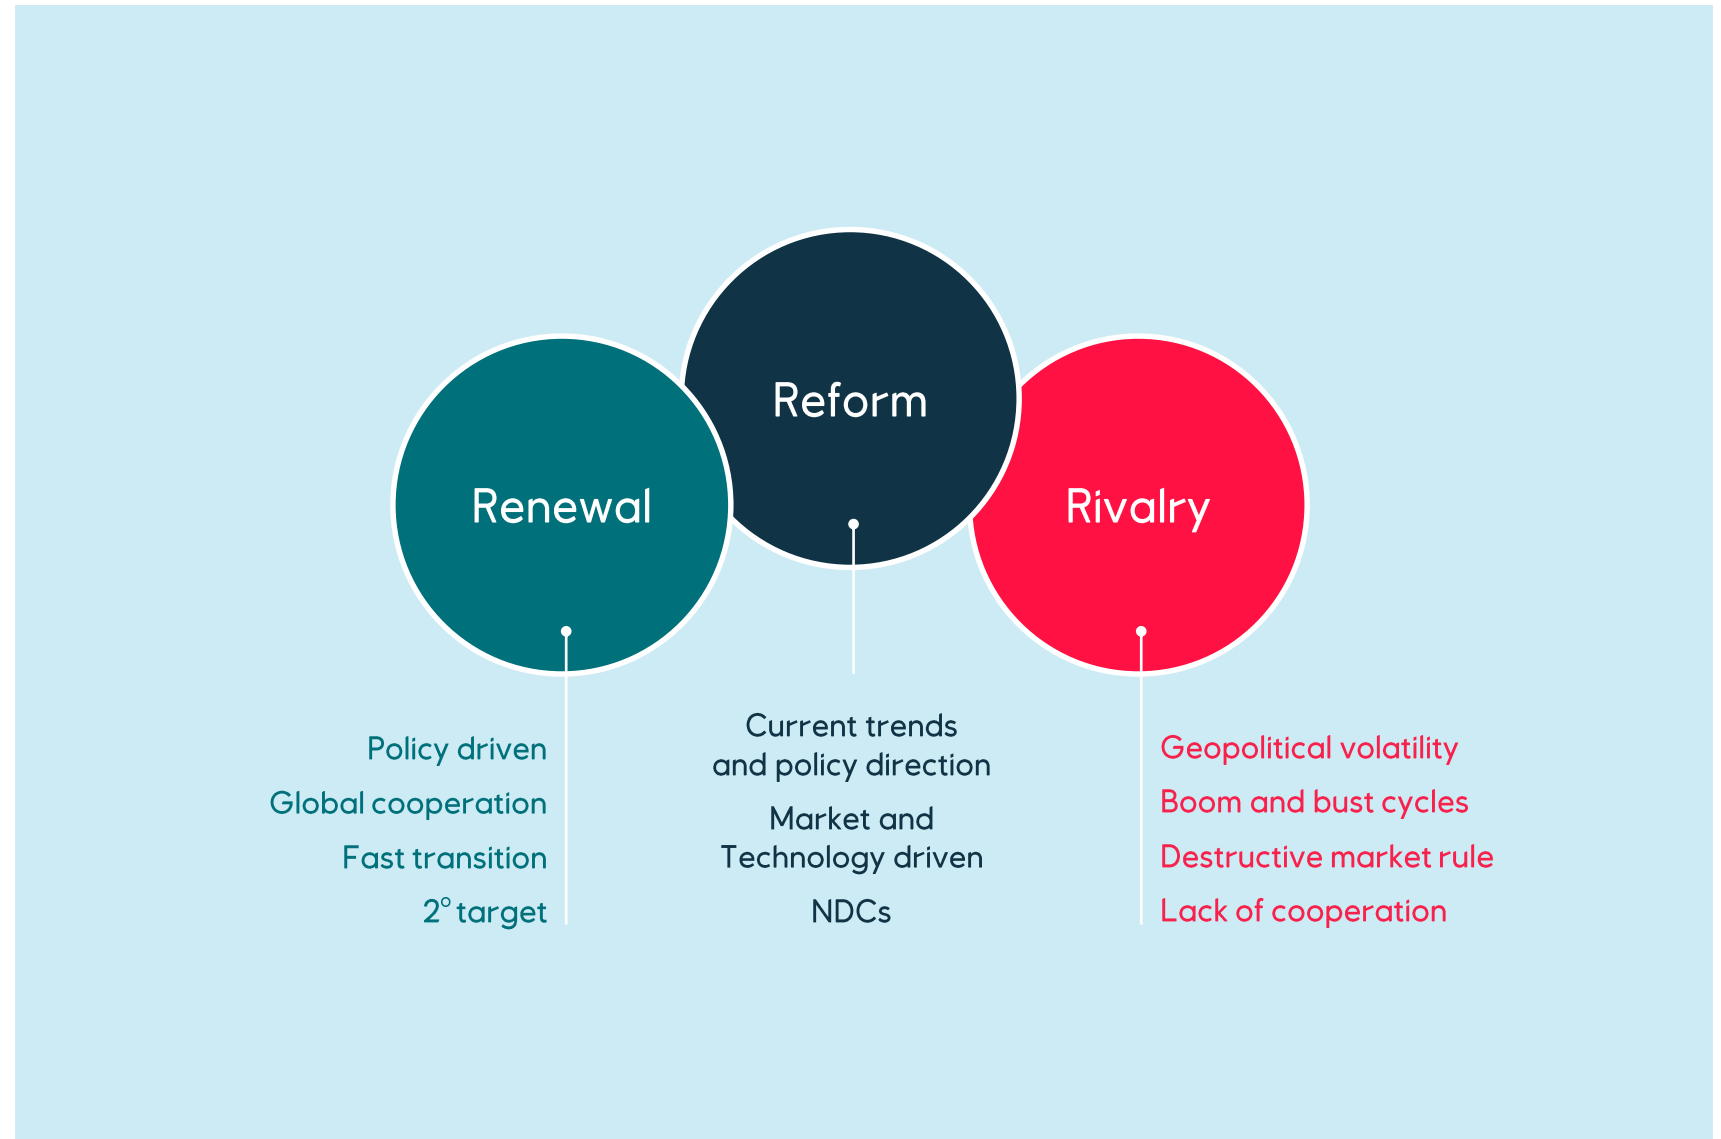 Renewal
Reform
Rivalry
Policy driven
Global cooperation
Fast transition
2° target
Current trends
and policy direction
Market and
Technology driven
NDCs
Geopolitical volatility
Boom and bust cycles
Destructive market rule
Lack of cooperation